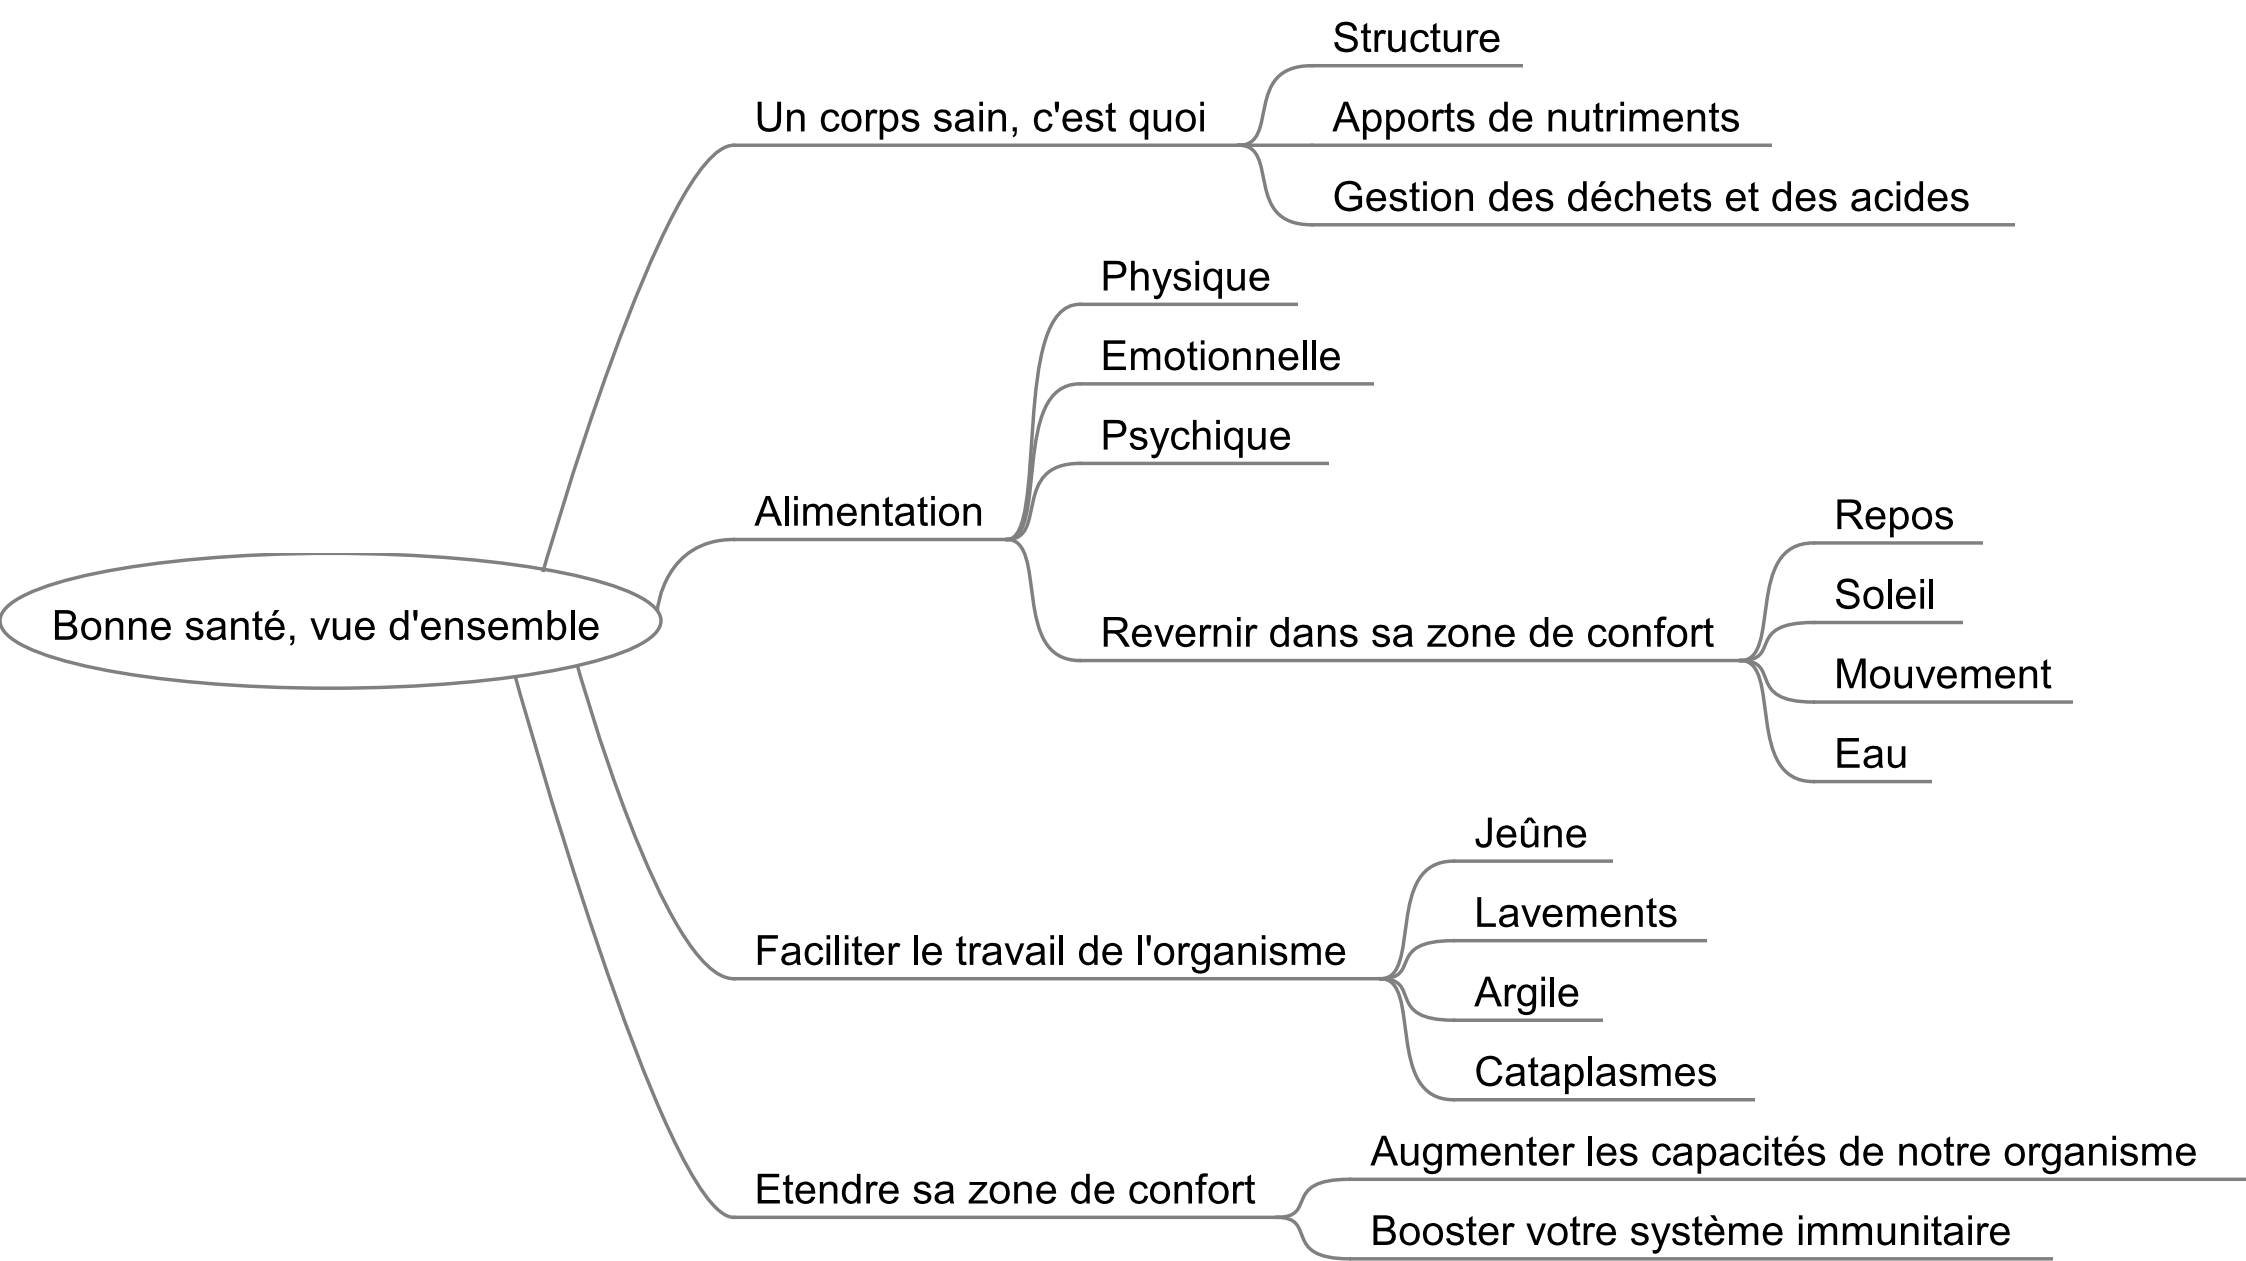 Bonne santé, vue d'ensemble
Un corps sain, c'est quoi
Structure
Apports de nutriments
Gestion des déchets et des acides
Alimentation
Physique
Emotionnelle
Psychique
Revernir dans sa zone de confort
Repos
Soleil
Mouvement
Eau
Faciliter le travail de l'organisme
Jeûne
Lavements
Argile
Cataplasmes
Etendre sa zone de confort
Augmenter les capacités de notre organisme
Booster votre système immunitaire